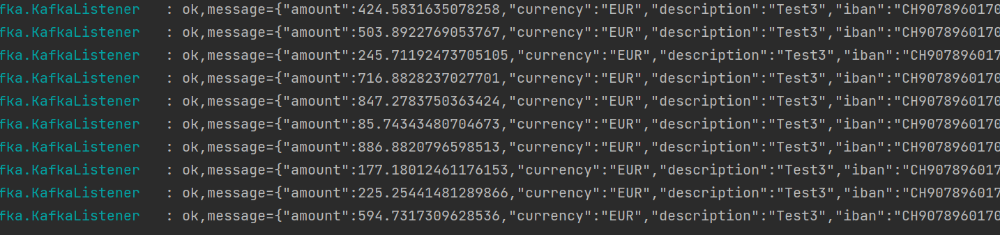 fka.KafkaListener : ok,message={"amount":424.5831635078258,"currency":"EUR","description":"Test3","iban":"CH9078960170
fka.KafkaListener : ok,message={"amount":503.8922769053767,"currency":"EUR","description":"Test3","iban":"CH9078960170
fka.KafkaListener : ok,message={"amount":245.71192473705105,"currency":"EUR","description":"Test3","iban":"CH907896017
fka.KafkaListener : ok,message={"amount":716.8828237027701,"currency":"EUR","description":"Test3","iban":"CH9078960170
fka.KafkaListener : ok,message={"amount":847.2783750363424,"currency":"EUR","description":"Test3","iban":"CH9078960170
fka.KafkaListener : ok,message={"amount":85.74343480704673,"currency":"EUR","description":"Test3","iban":"CH9078960170
fka.KafkaListener : ok,message={"amount":886.8820796598513,"currency":"EUR","description":"Test3","iban":"CH9078960170
fka.KafkaListener : ok,message={"amount":177.18012461176153,"currency":"EUR","description":"Test3","iban":"CH907896017
fka.KafkaListener : ok,message={"amount":225.25441481289866,"currency":"EUR","description":"Test3","iban":"CH907896017
fka.KafkaListener : ok,message={"amount":594.7317309628536,"currency":"EUR","description":"Test3","iban":"CH9078960170